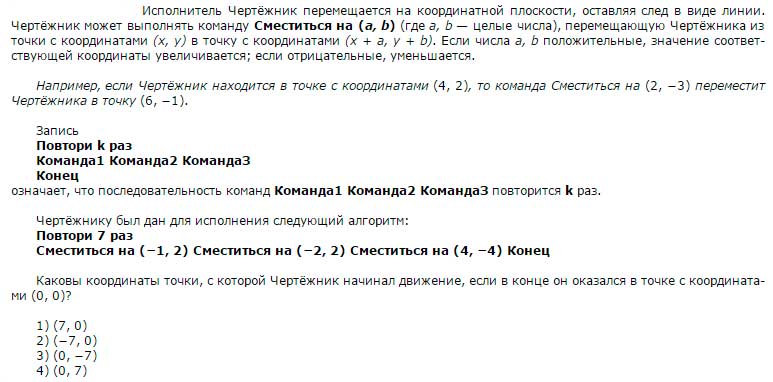 Исполнитель Чертёжник перемещается на координатной плоскости, оставляя след в виде линии.
Чертёжник может выполнять команду Сместиться на (a, b) (где a, b — целые числа), перемещающую Чертёжника из
точки с координатами (x, y) в точку с координатами (x + a, y + b). Если числа a, b положительные, значение соответ-
ствующей координаты увеличивается; если отрицательные, уменьшается.
Например, если Чертёжник находится в точке с координатами (4, 2), то команда Сместиться на (2, −3) переместит
Чертёжника в точку (6, −1).
Запись
Повтори k раз
Команда1 Команда2 Команда3
Конец
означает, что последовательность команд Команда1 Команда2 Команда3 повторится k раз.
Чертёжнику был дан для исполнения следующий алгоритм:
Повтори 7 раз
Сместиться на (−1, 2) Сместиться на (−2, 2) Сместиться на (4, −4) Конец
Каковы координаты точки, с которой Чертёжник начинал движение, если в конце он оказался в точке с координата-
ми (0, 0)?
1) (7, 0)
2) (−7, 0)
3) (0, −7)
4) (0, 7)